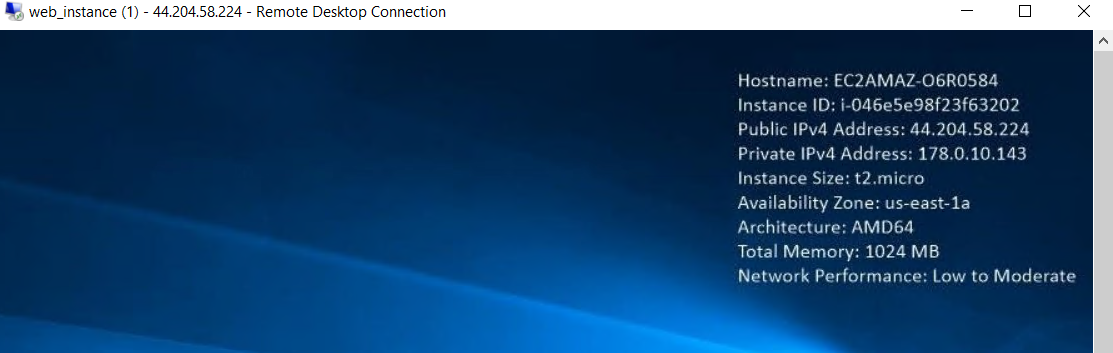 web_instance (1) - 44.204.58.224 - Remote Desktop Connection
Hostname: EC2AMAZ-O6R0584
Instance ID: i-046e5e98f23f63202
Public IPv4 Address: 44.204.58.224
Private IPv4 Address: 178.0.10.143
Instance Size: t2.micro
Availability Zone: us-east-1a
Architecture: AMD64
Total Memory: 1024 MB
Network Performance: Low to Moderate